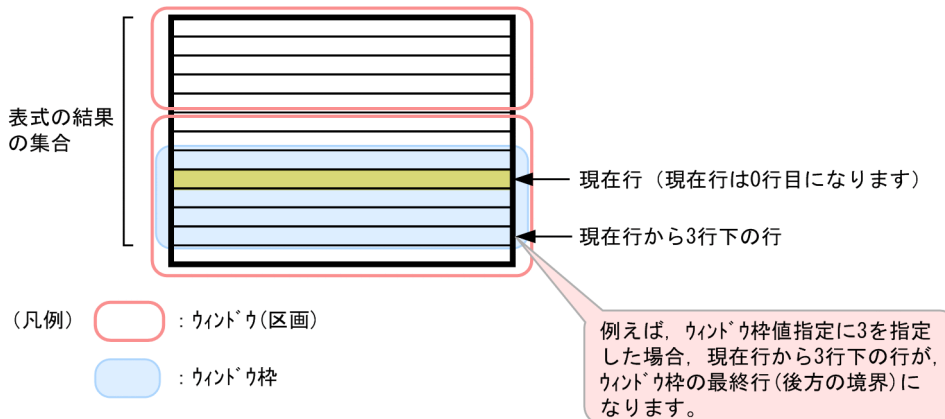 表式の結果
の集合
現在行（現在行は0行目になります）
現在行から3行下の行
（凡例）
：ｳｨﾝﾄﾞｳ(区画)
：ｳｨﾝﾄﾞｳ枠
例えば，ｳｨﾝﾄﾞｳ枠値指定に3を指定
した場合，現在行から3行下の行が，
ｳｨﾝﾄﾞｳ枠の最終行(後方の境界)に
なります。